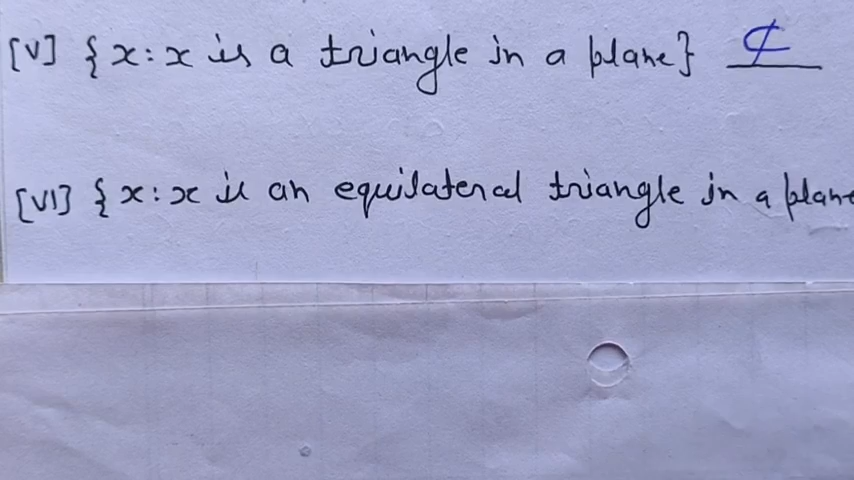 [V] {x:x is a triangle in a plane} ⊄
[VI] {x:x is an equilateral triangle in a plane